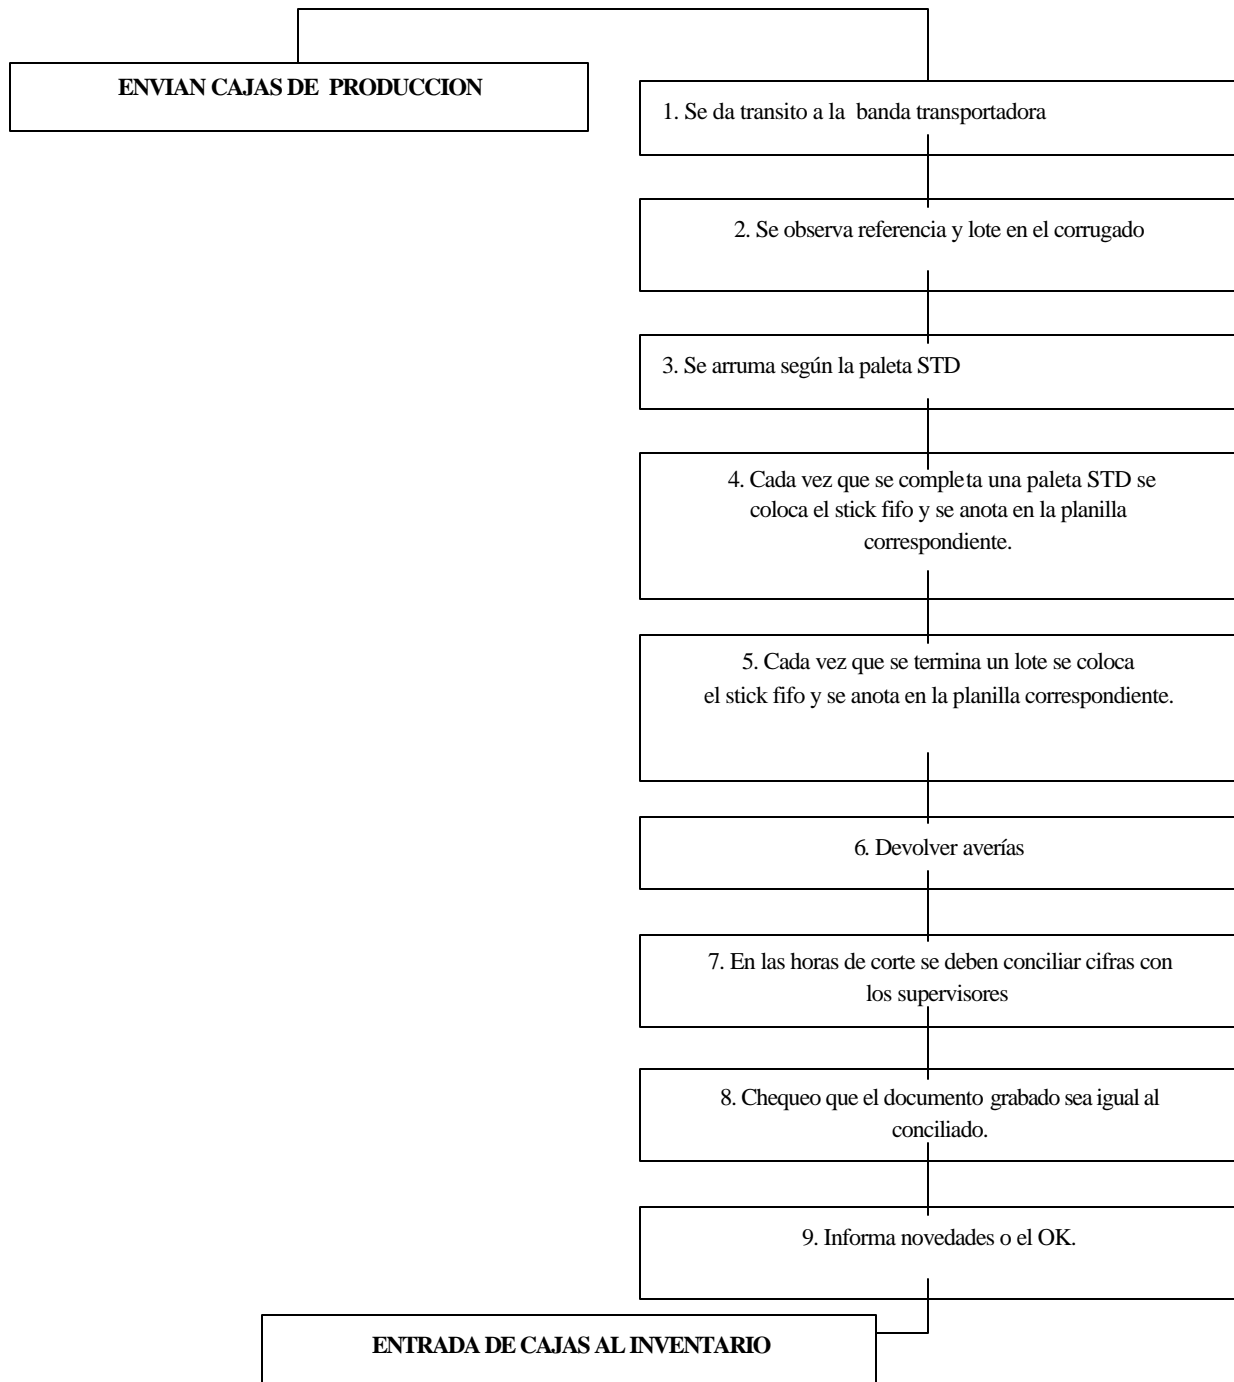 ENVIAN CAJAS DE PRODUCCION
1. Se da transito a la banda transportadora
2. Se observa referencia y lote en el corrugado
3. Se arruma según la paleta STD
4. Cada vez que se completa una paleta STD se
coloca el stick fifo y se anota en la planilla
correspondiente.
5. Cada vez que se termina un lote se coloca
el stick fifo y se anota en la planilla correspondiente.
6. Devolver averías
7. En las horas de corte se deben conciliar cifras con
los supervisores
8. Chequeo que el documento grabado sea igual al
conciliado.
9. Informa novedades o el OK.
ENTRADA DE CAJAS AL INVENTARIO